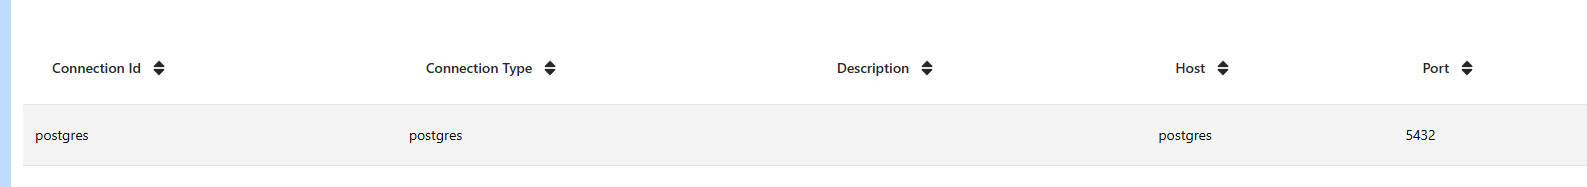 Connection Id Connection Type Description Host Port
postgres postgres postgres 5432